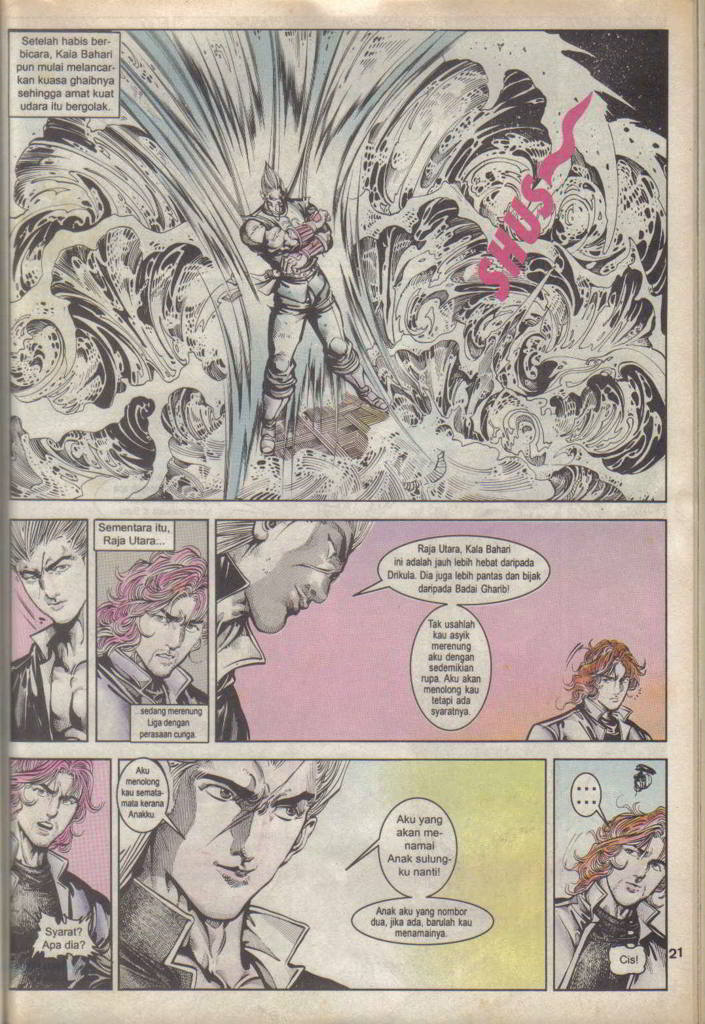 Setelah habis ber-
bicara, Kala Bahari
pun mulai melancar-
kan kuasa ghaibnya
sehingga amat kuat
udara itu bergolak.
SHUS
Sementara itu,
Raja Utara...
...sedang merenung
Liga dengan
perasaan curiga.
Raja Utara, Kala Bahari
ini adalah jauh lebih hebat daripada
Drikula. Dia juga lebih pantas dan bijak
daripada Badai Gharib!
Tak usahlah
kau asyik
merenung
aku dengan
sedemikian
rupa. Aku akan
menolong kau
tetapi ada
syaratnya.
Syarat?
Apa dia?
Aku
menolong
kau semata-
mata kerana
Anakku.
Aku yang
akan me-
namai
Anak sulung-
ku nanti!
Anak aku yang nombor
dua, jika ada, barulah kau
menamainya.
...
...
Cis!
21